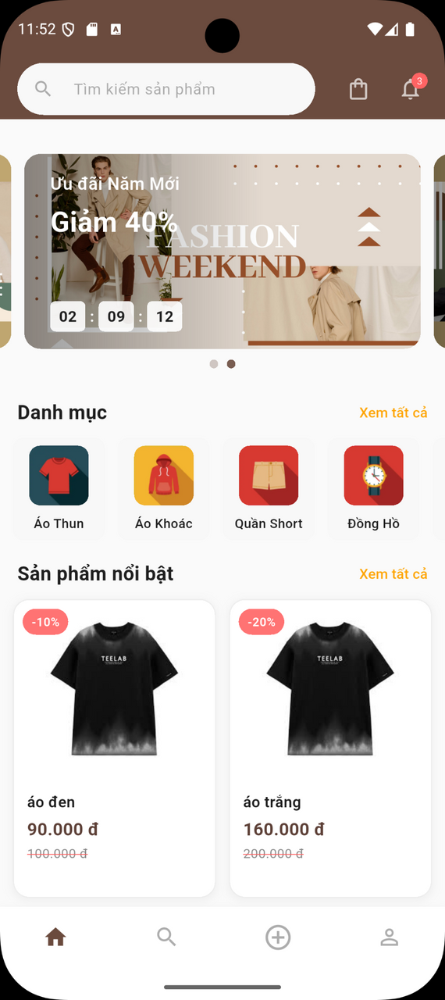 11:52
Tìm kiếm sản phẩm
3
Ưu đãi Năm Mới
Giảm 40%
FASHION
WEEKEND
02 : 09 : 12
Danh mục
Xem tất cả
Áo Thun
Áo Khoác
Quần Short
Đồng Hồ
Sản phẩm nổi bật
Xem tất cả
-10%
TEELAB
áo đen
90.000 đ
100.000 đ
-20%
TEELAB
áo trắng
160.000 đ
200.000 đ